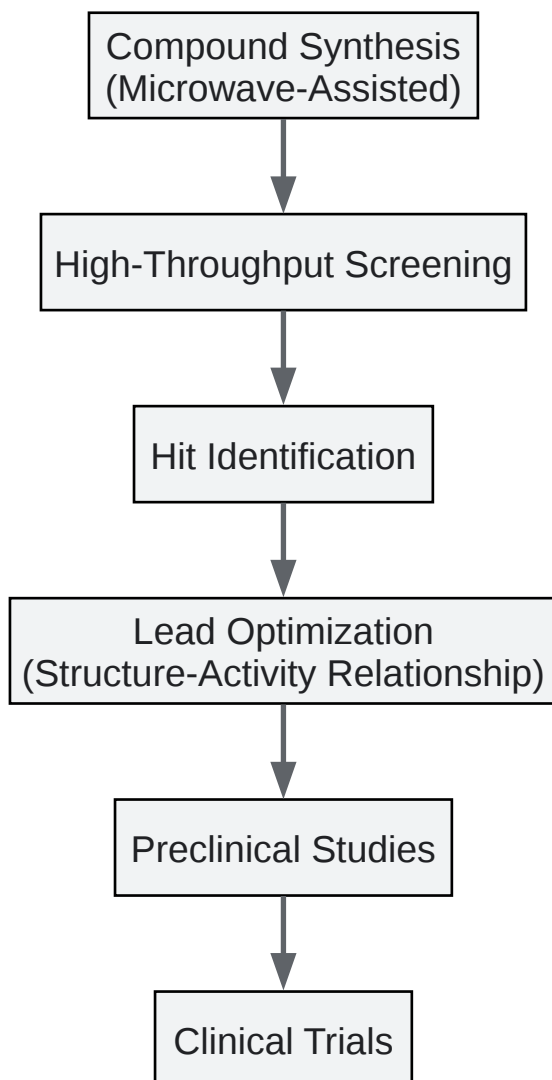 Compound Synthesis
(Microwave-Assisted)
High-Throughput Screening
Hit Identification
Lead Optimization
(Structure-Activity Relationship)
Preclinical Studies
Clinical Trials